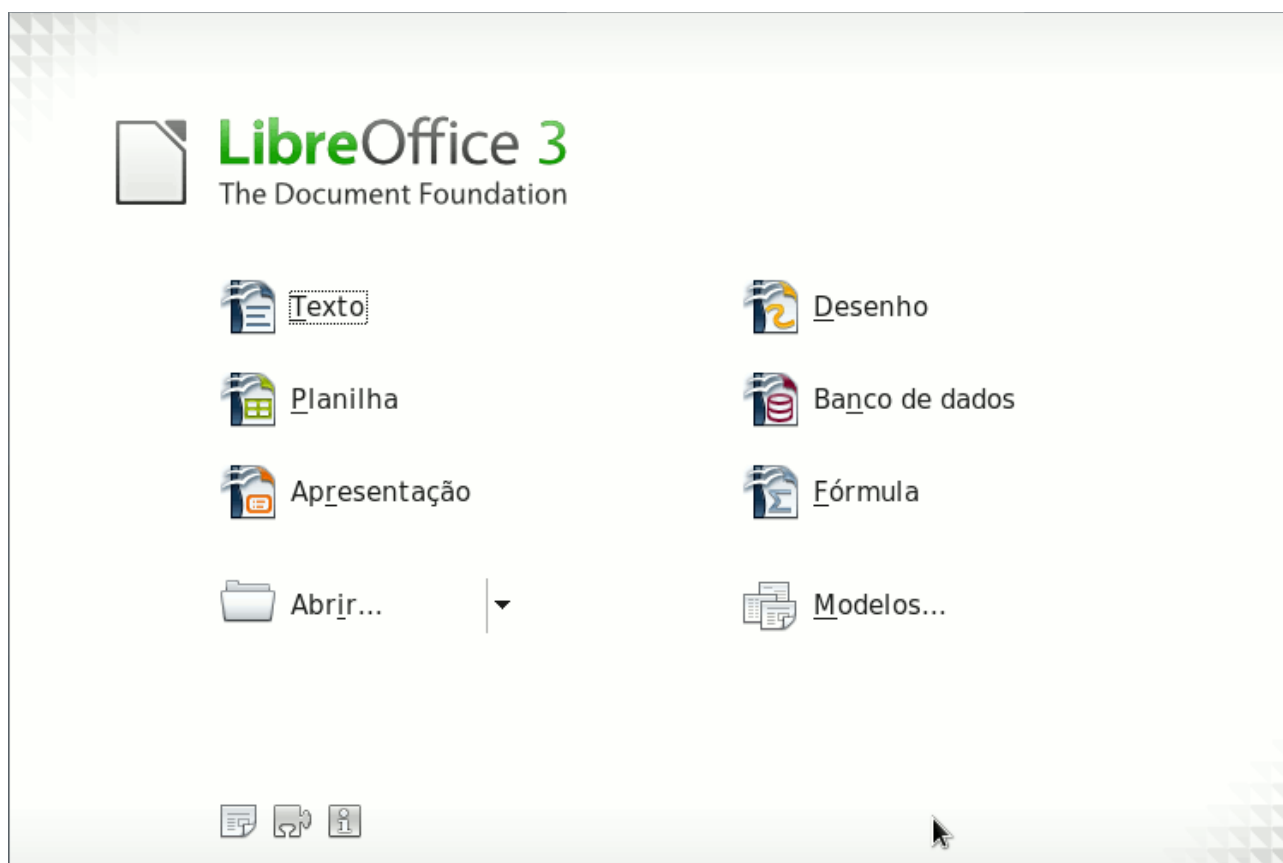 LibreOffice 3
The Document Foundation
Texto
Desenho
Planilha
Banco de dados
Apresentação
Fórmula
Abrir...
Modelos...